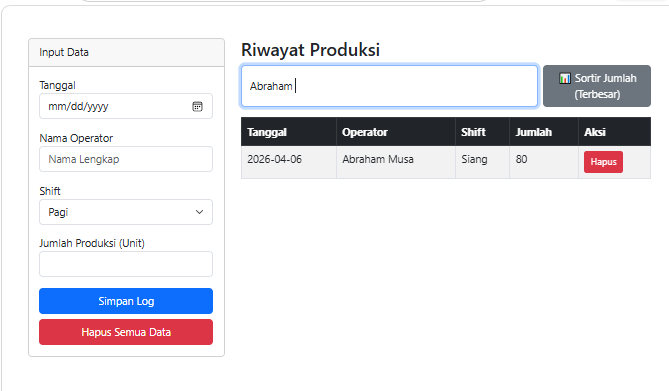 Input Data
Tanggal
mm/dd/yyyy
Nama Operator
Nama Lengkap
Shift
Pagi
Jumlah Produksi (Unit)
Simpan Log
Hapus Semua Data
Riwayat Produksi
Abraham
📊 Sortir Jumlah
(Terbesar)
Tanggal Operator Shift Jumlah Aksi
2026-04-06 Abraham Musa Siang 80 Hapus